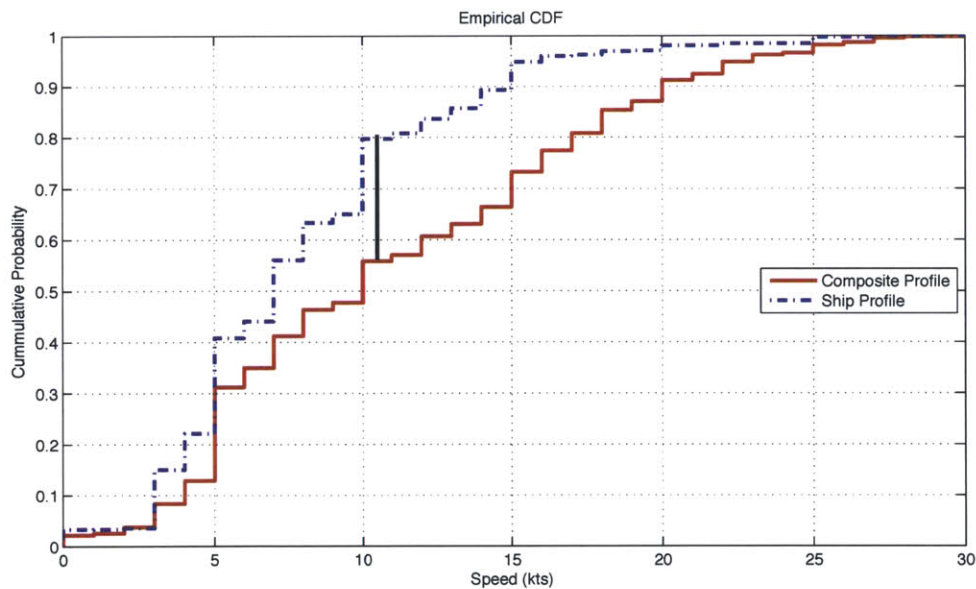 Empirical CDF
1
0.9
0.8
0.7
0.6
0.5
0.4
0.3
0.2
0.1
0
Cummulative Probability
Composite Profile
Ship Profile
0 5 10 15 20 25 30
Speed (kts)